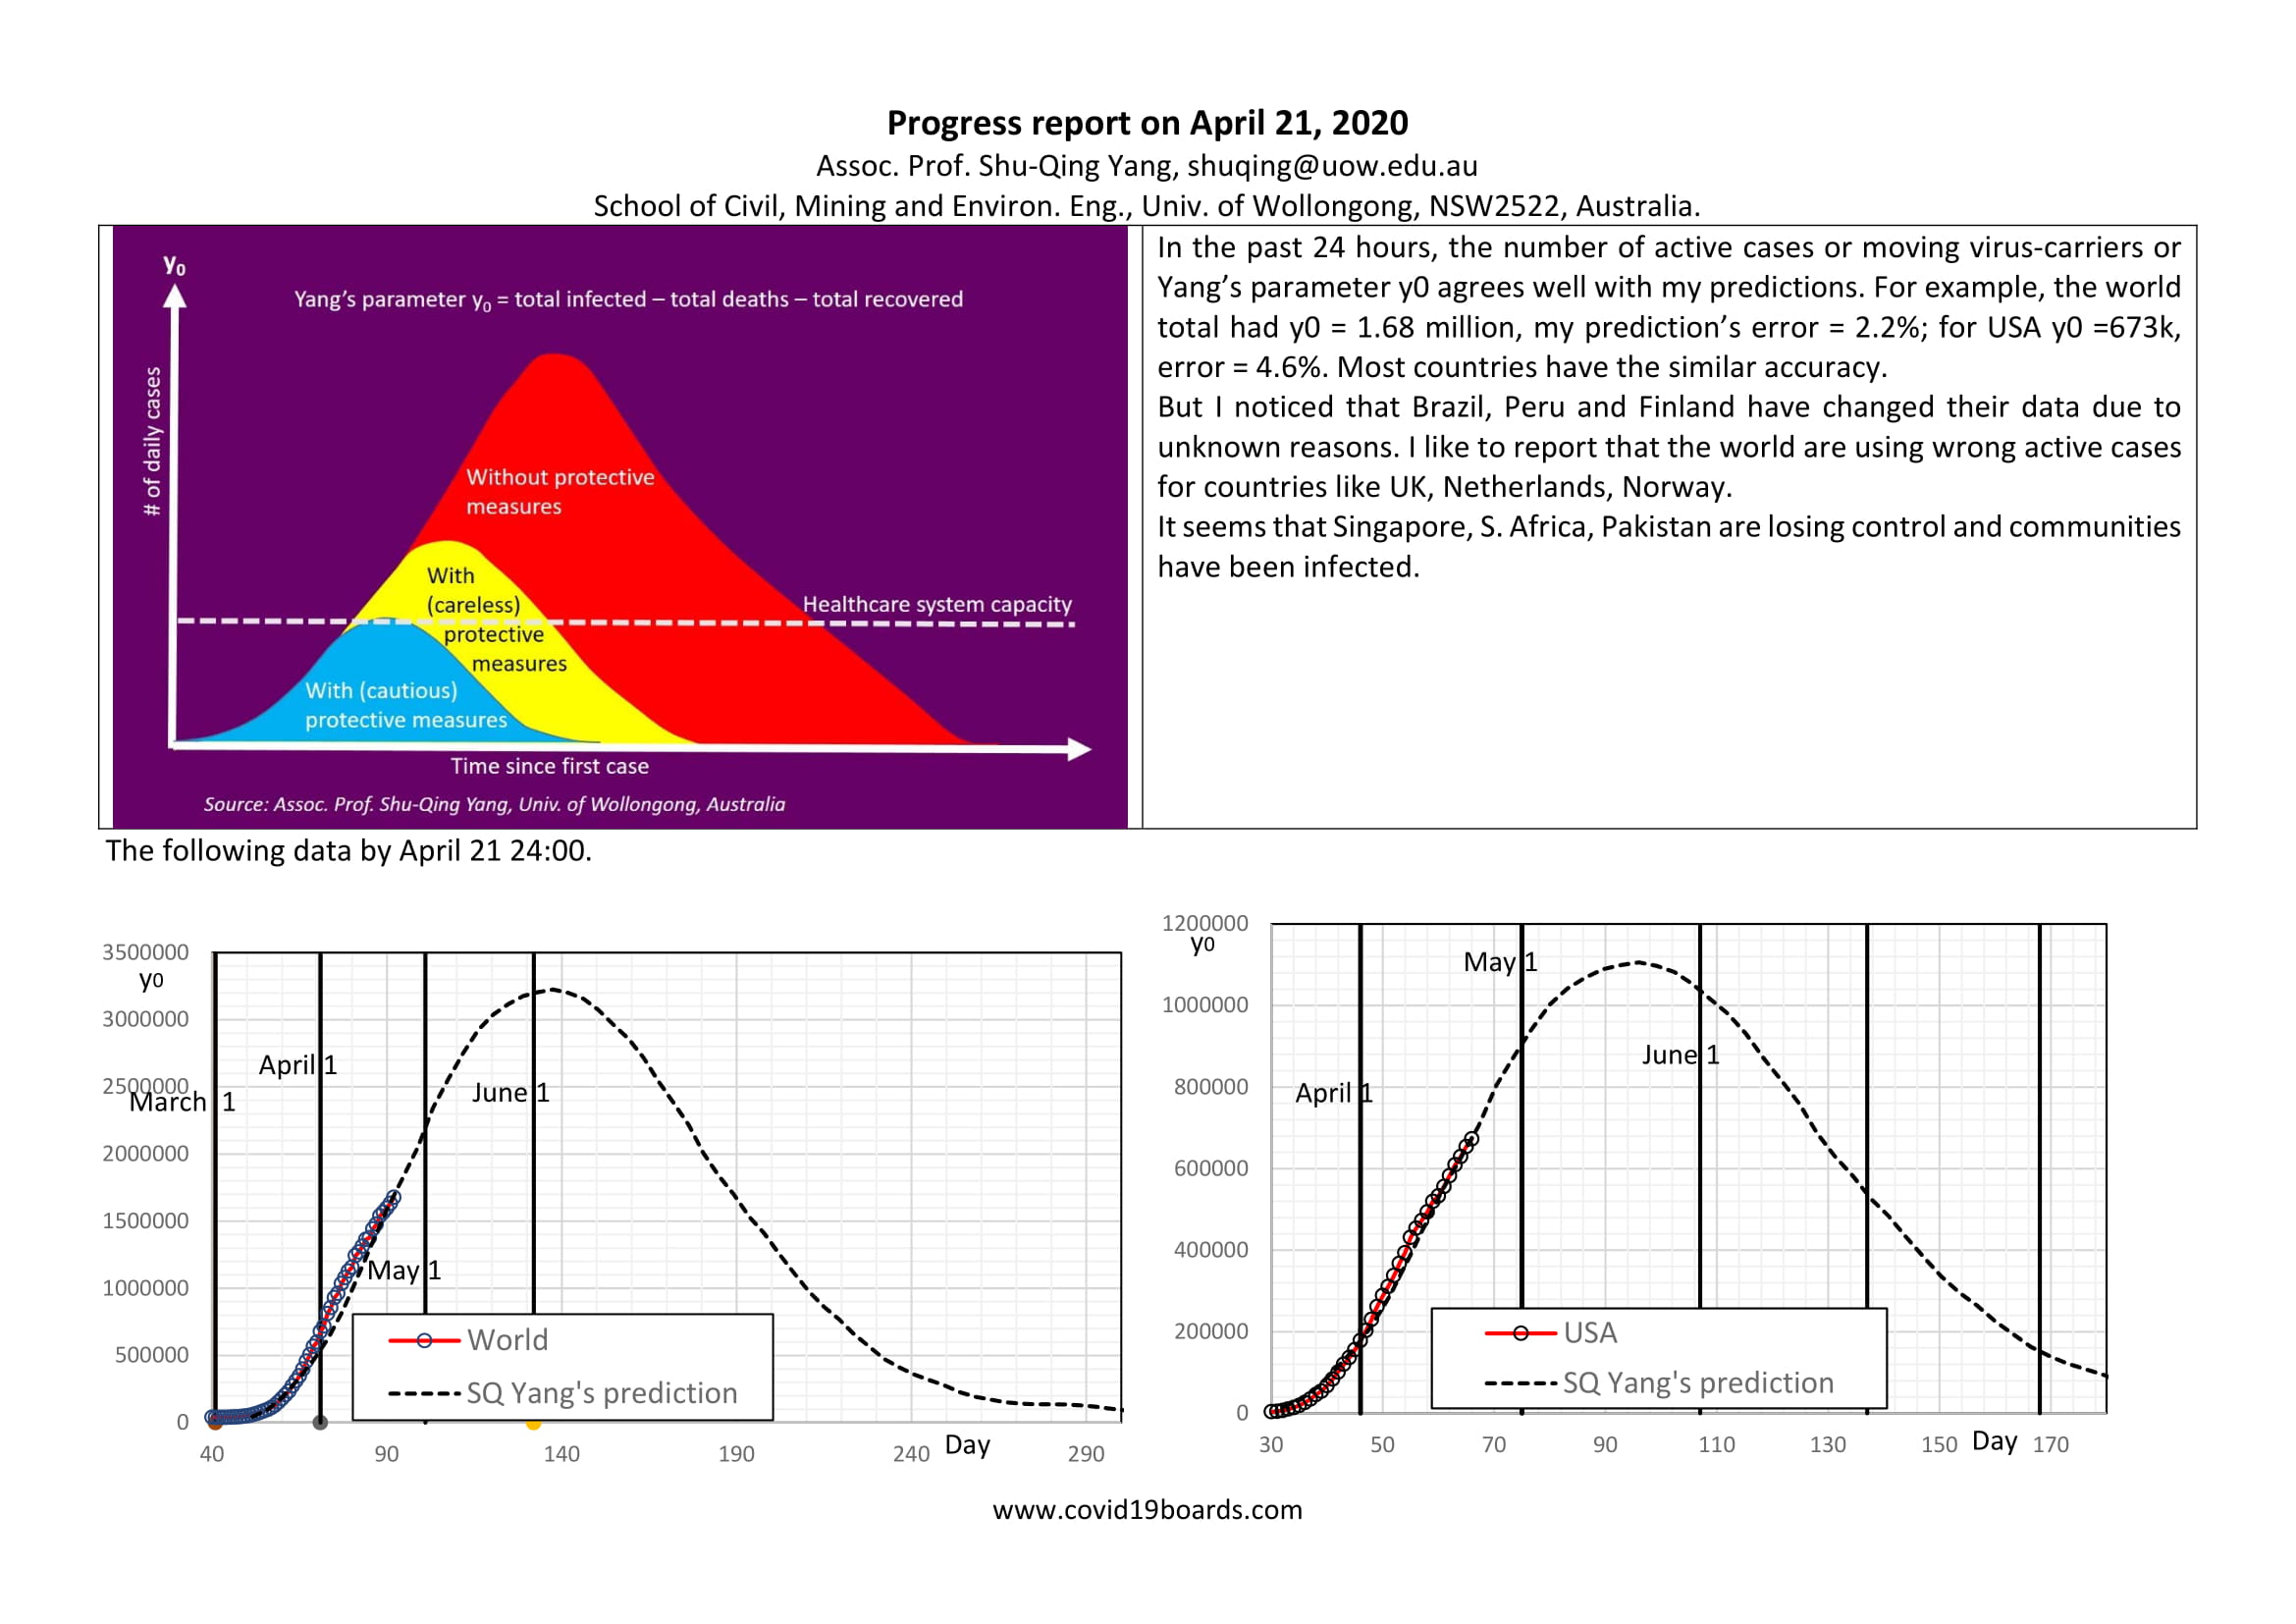 Progress report on April 21, 2020
Assoc. Prof. Shu-Qing Yang, shuqing@uow.edu.au
School of Civil, Mining and Environ. Eng., Univ. of Wollongong, NSW2522, Australia.
y0
Yang's parameter y0 = total infected – total deaths – total recovered
# of daily cases
Without protective
measures
With
(careless)
protective
measures
Healthcare system capacity
With (cautious)
protective measures
Time since first case
Source: Assoc. Prof. Shu-Qing Yang, Univ. of Wollongong, Australia
In the past 24 hours, the number of active cases or moving virus-carriers or
Yang's parameter y0 agrees well with my predictions. For example, the world
total had y0 = 1.68 million, my prediction's error = 2.2%; for USA y0 =673k,
error = 4.6%. Most countries have the similar accuracy.
But I noticed that Brazil, Peru and Finland have changed their data due to
unknown reasons. I like to report that the world are using wrong active cases
for countries like UK, Netherlands, Norway.
It seems that Singapore, S. Africa, Pakistan are losing control and communities
have been infected.
The following data by April 21 24:00.
3500000
y0
3000000
2500000
2000000
1500000
1000000
500000
0
March 1
April 1
May 1
June 1
World
SQ Yang's prediction
40 90 140 190 240 Day 290
1200000
y0
1000000
800000
600000
400000
200000
0
April 1
May 1
June 1
USA
SQ Yang's prediction
30 50 70 90 110 130 150 Day 170
www.covid19boards.com